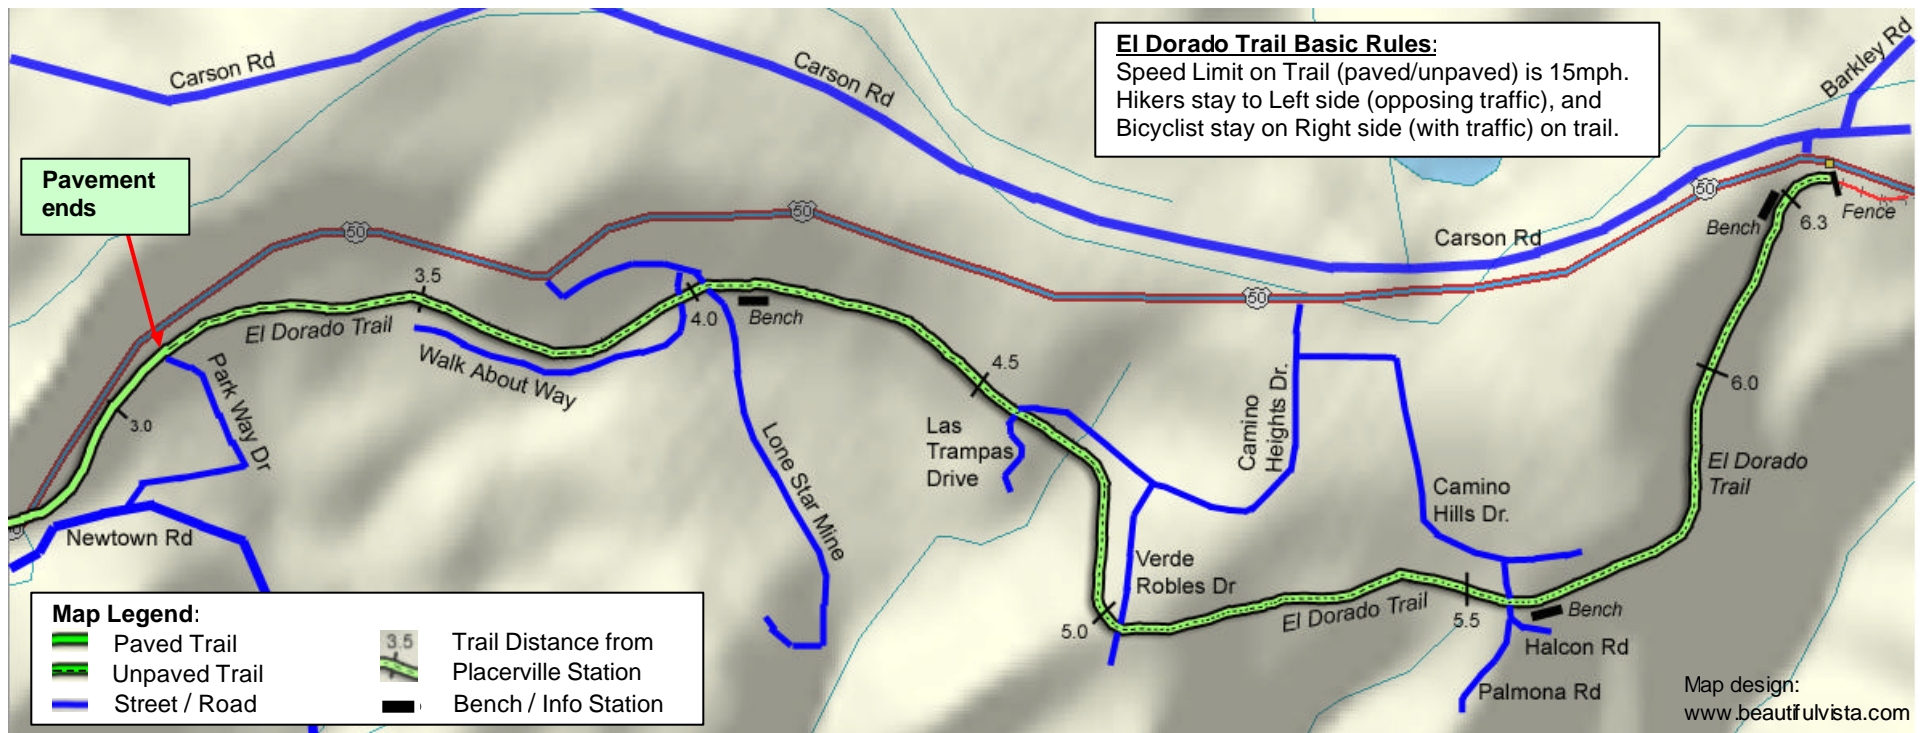 Carson Rd
Carson Rd
El Dorado Trail Basic Rules:
Speed Limit on Trail (paved/unpaved) is 15mph.
Hikers stay to Left side (opposing traffic), and
Bicyclist stay on Right side (with traffic) on trail.
Barkley Rd
Pavement
ends
50
50
50
50
Carson Rd
Bench
6.3
Fence
3.5
El Dorado Trail
4.0
Bench
Walk About Way
Park Way Dr
3.0
4.5
Las
Trampas
Drive
Camino
Heights Dr.
6.0
El Dorado
Trail
Lone Star Mine
Camino
Hills Dr.
Newtown Rd
Verde
Robles Dr
5.0
El Dorado Trail
5.5
Bench
Halcon Rd
Palmona Rd
Map Legend:
Paved Trail
Unpaved Trail
Street / Road
3.5
Trail Distance from
Placerville Station
Bench / Info Station
Map design:
www.beautifulvista.com